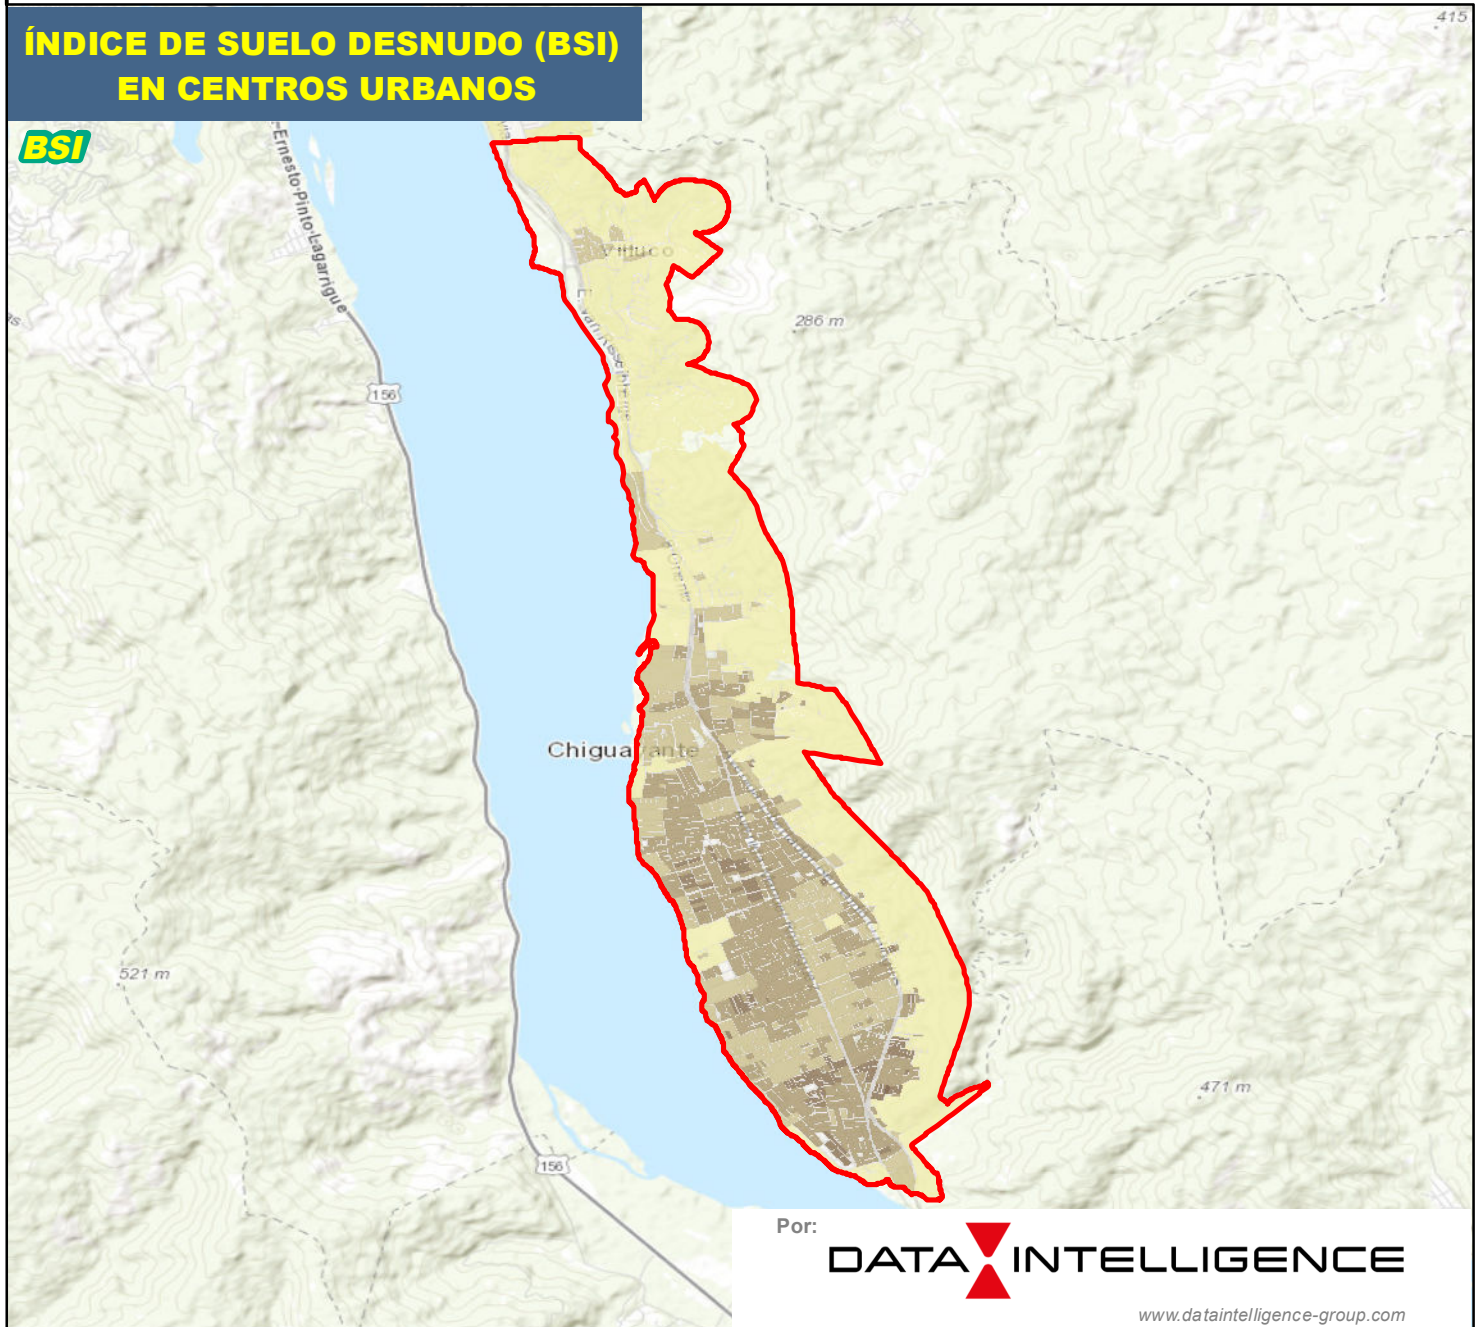 ÍNDICE DE SUELO DESNUDO (BSI)
EN CENTROS URBANOS
BSI
415
Ernesto-Pinto-Lagarrigue
286 m
156
Chiguayante
521 m
471 m
156
Por:
DATA INTELLIGENCE
www.dataintelligence-group.com